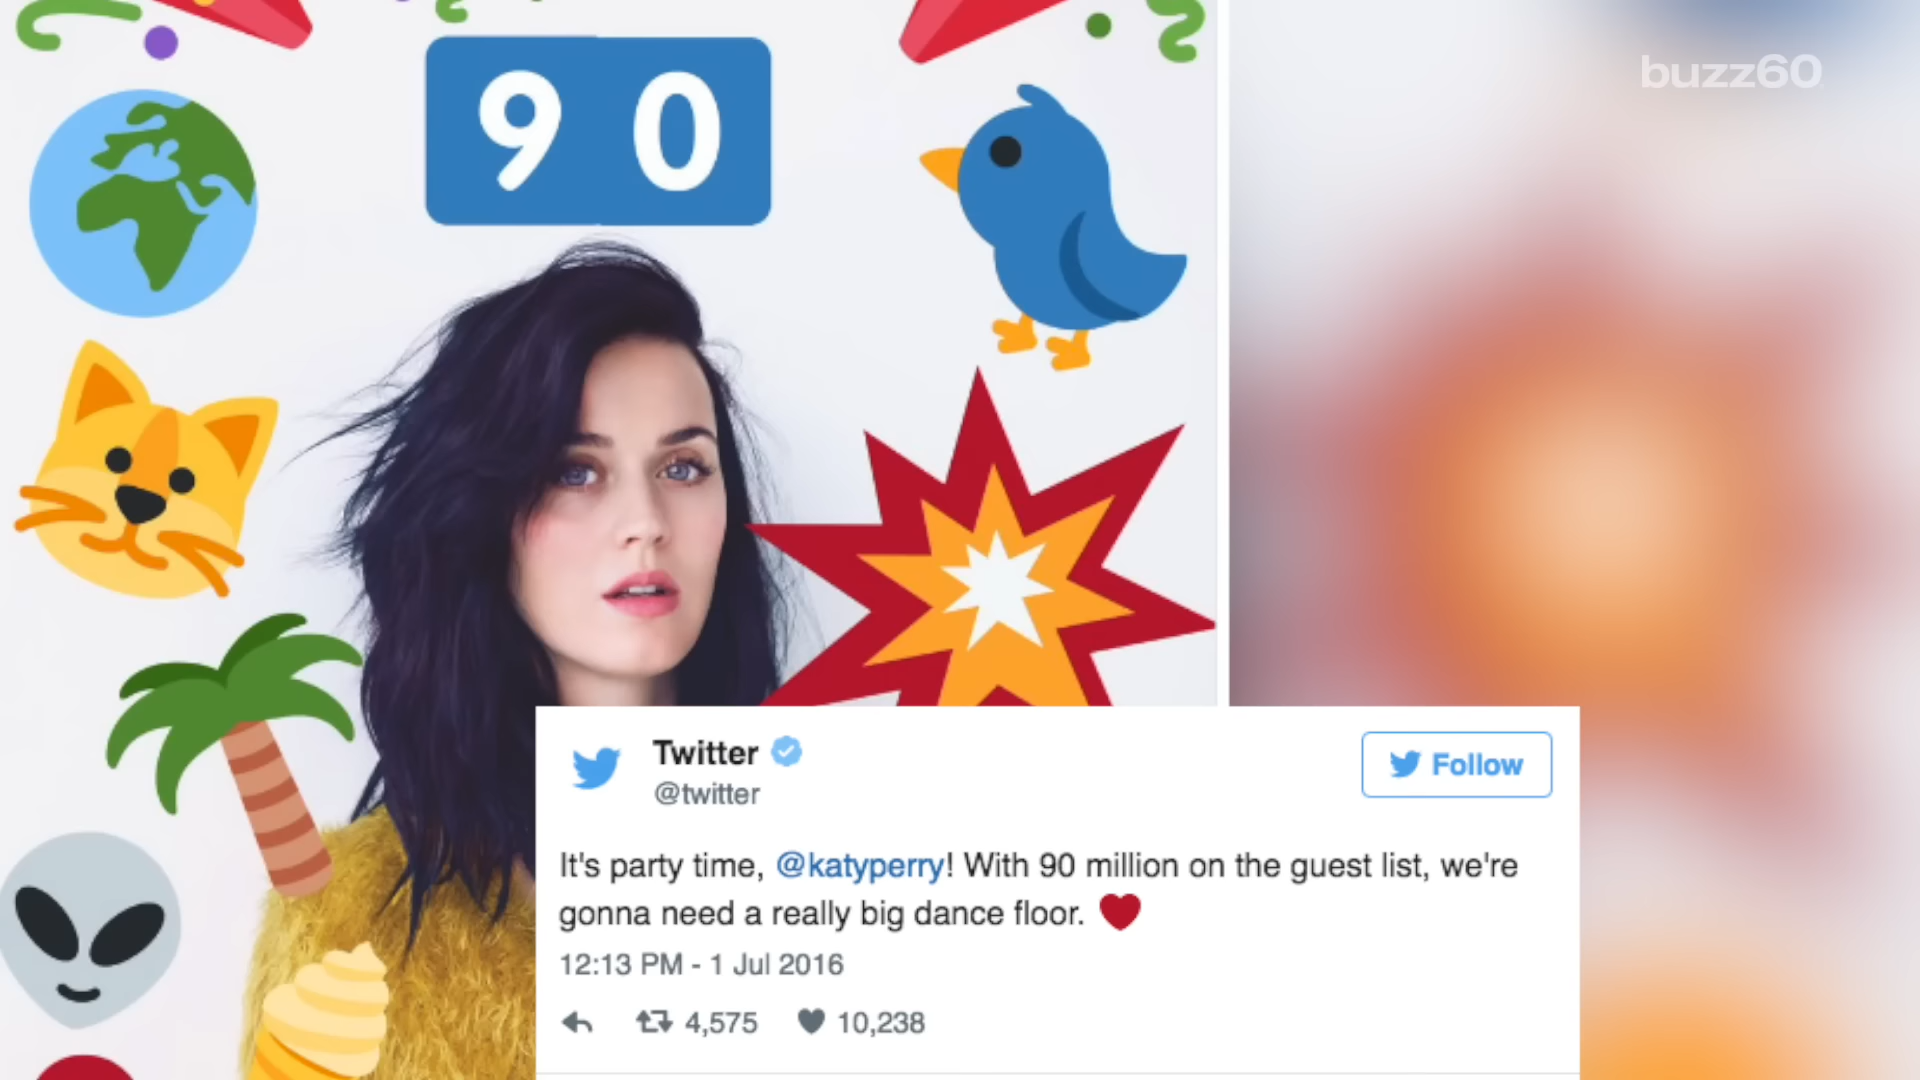 90
buzz60
Twitter
@twitter
Follow
It's party time, @katyperry! With 90 million on the guest list, we're
gonna need a really big dance floor. ❤
12:13 PM - 1 Jul 2016
4,575 10,238